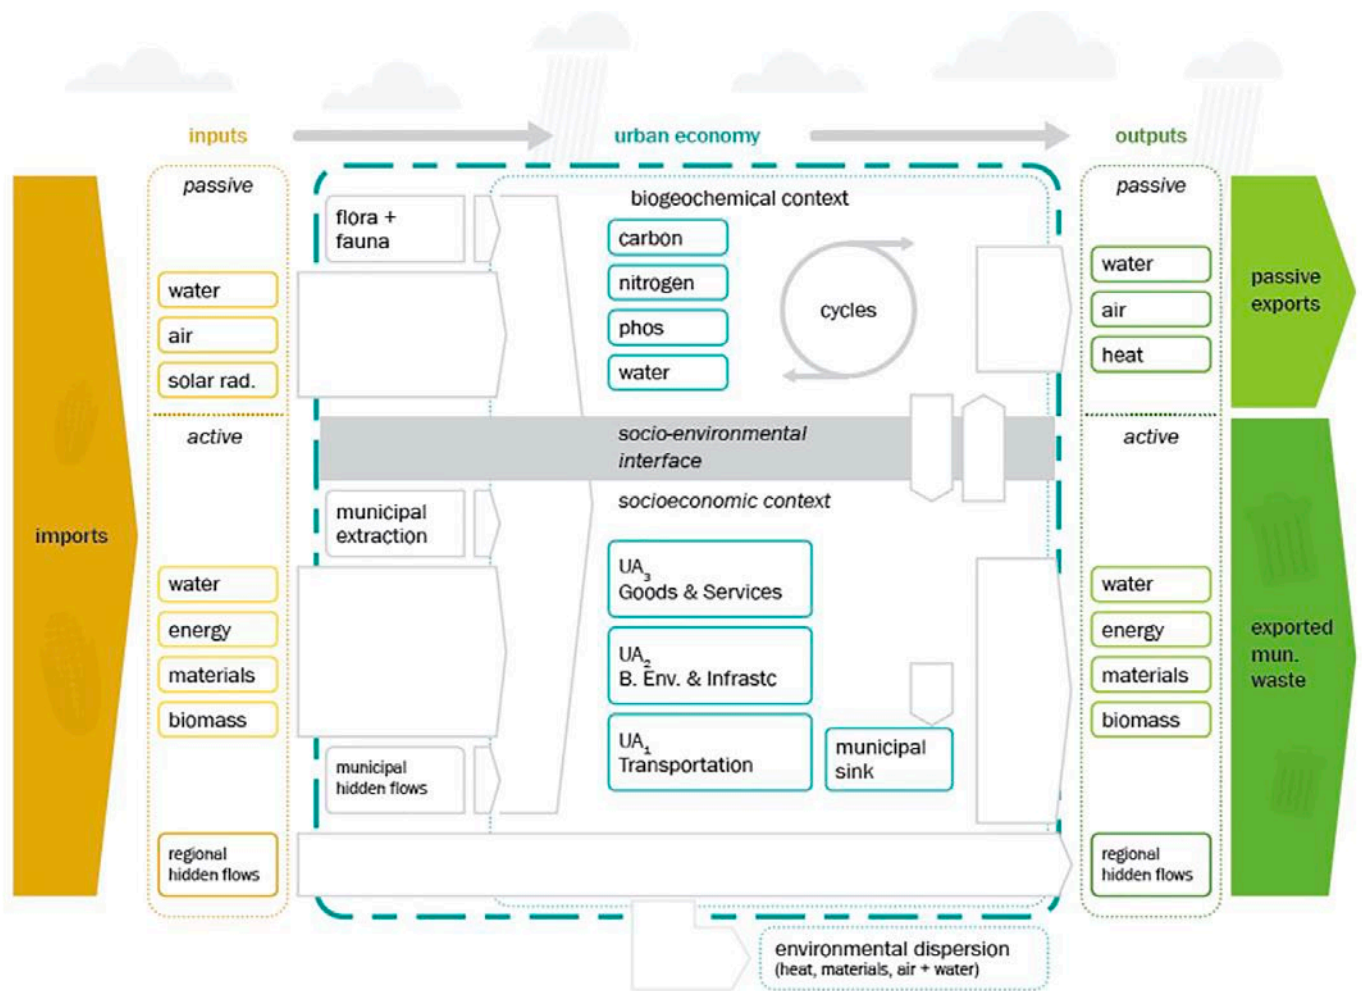 inputs
urban economy
outputs
imports
passive
water
air
solar rad.
active
water
energy
materials
biomass
regional
hidden flows
flora +
fauna
municipal
extraction
municipal
hidden flows
biogeochemical context
carbon
nitrogen
phos
water
cycles
socio-environmental
interface
socioeconomic context
UA3
Goods & Services
UA2
B. Env. & Infrastc
UA1
Transportation
municipal
sink
passive
water
air
heat
active
water
energy
materials
biomass
regional
hidden flows
passive
exports
exported
mun.
waste
environmental dispersion
(heat, materials, air + water)